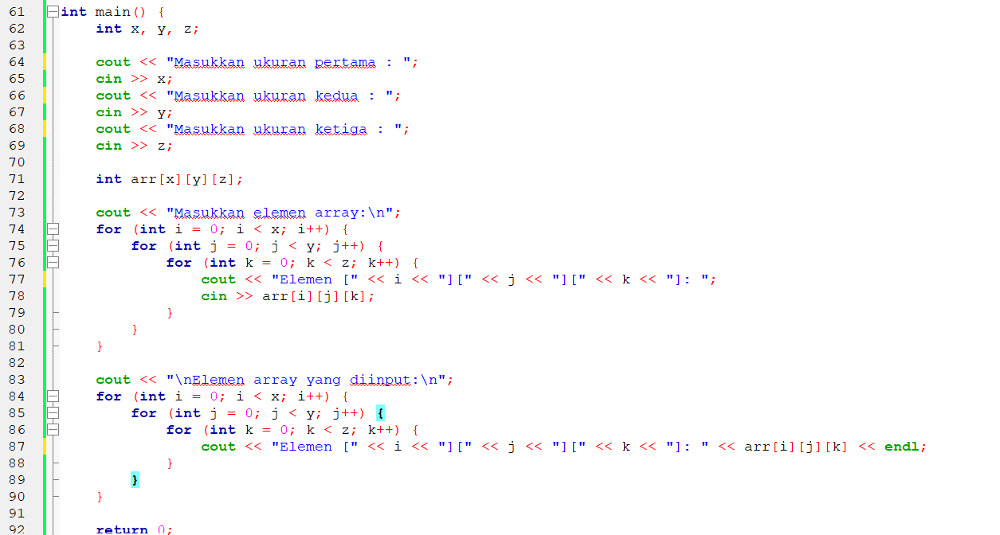 61 int main() {
62 int x, y, z;
63
64 cout << "Masukkan ukuran pertama : ";
65 cin >> x;
66 cout << "Masukkan ukuran kedua : ";
67 cin >> y;
68 cout << "Masukkan ukuran ketiga : ";
69 cin >> z;
70
71 int arr[x][y][z];
72
73 cout << "Masukkan elemen array:\n";
74 for (int i = 0; i < x; i++) {
75 for (int j = 0; j < y; j++) {
76 for (int k = 0; k < z; k++) {
77 cout << "Elemen [" << i << "][" << j << "][" << k << "]: ";
78 cin >> arr[i][j][k];
79 }
80 }
81 }
82
83 cout << "\nElemen array yang diinput:\n";
84 for (int i = 0; i < x; i++) {
85 for (int j = 0; j < y; j++) {
86 for (int k = 0; k < z; k++) {
87 cout << "Elemen [" << i << "][" << j << "][" << k << "]: " << arr[i][j][k] << endl;
88 }
89 }
90 }
91
92 return 0;